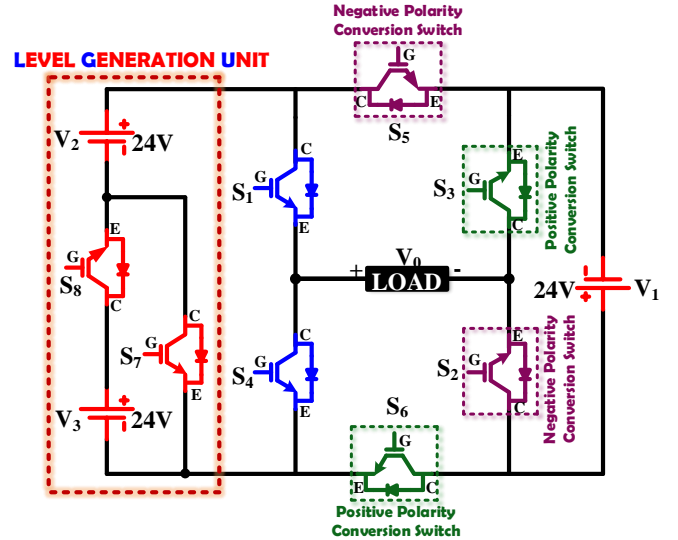 Negative Polarity
Conversion Switch
LEVEL GENERATION UNIT
G
C
E
S5
+
V2
24V
-
C
G
S1
E
E
G
S3
C
Positive Polarity
Conversion Switch
E
G
S8
C
V0
+
LOAD
-
24V
+
V1
C
G
S7
E
C
G
S4
E
E
G
S2
C
Negative Polarity
Conversion Switch
+
V3
24V
-
S6
G
E
C
Positive Polarity
Conversion Switch